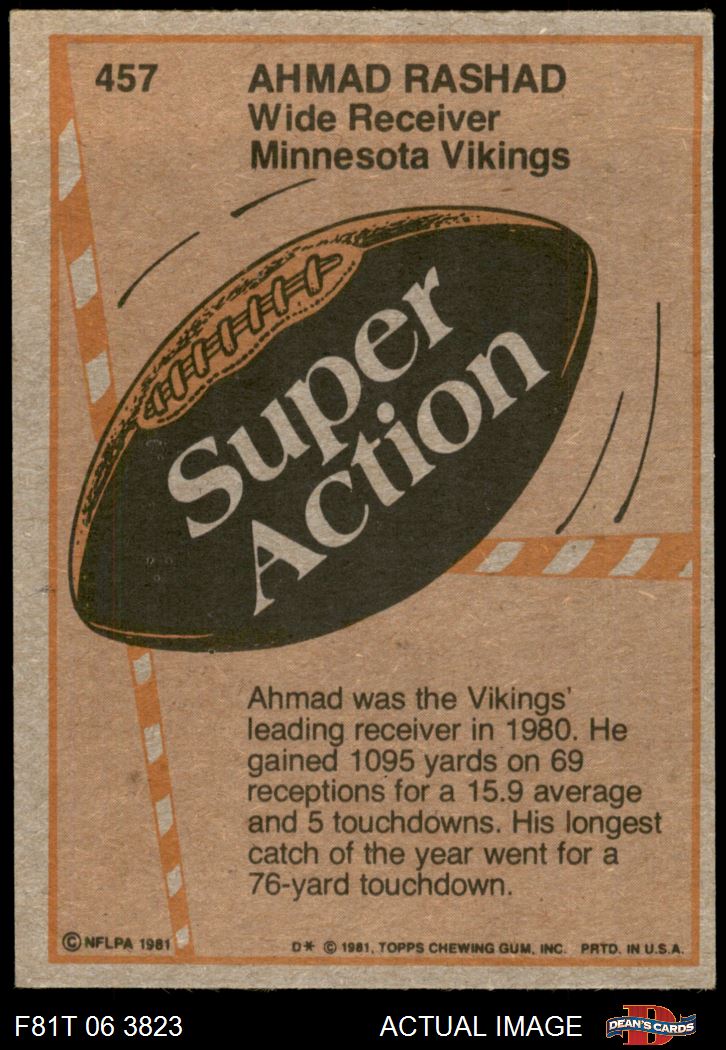 457
AHMAD RASHAD
Wide Receiver
Minnesota Vikings
Super
Action
Ahmad was the Vikings'
leading receiver in 1980. He
gained 1095 yards on 69
receptions for a 15.9 average
and 5 touchdowns. His longest
catch of the year went for a
76-yard touchdown.
© NFLPA 1981
D* © 1981, TOPPS CHEWING GUM, INC. PRTD. IN U.S.A.
F81T 06 3823
ACTUAL IMAGE
D
DEAN'S CARDS